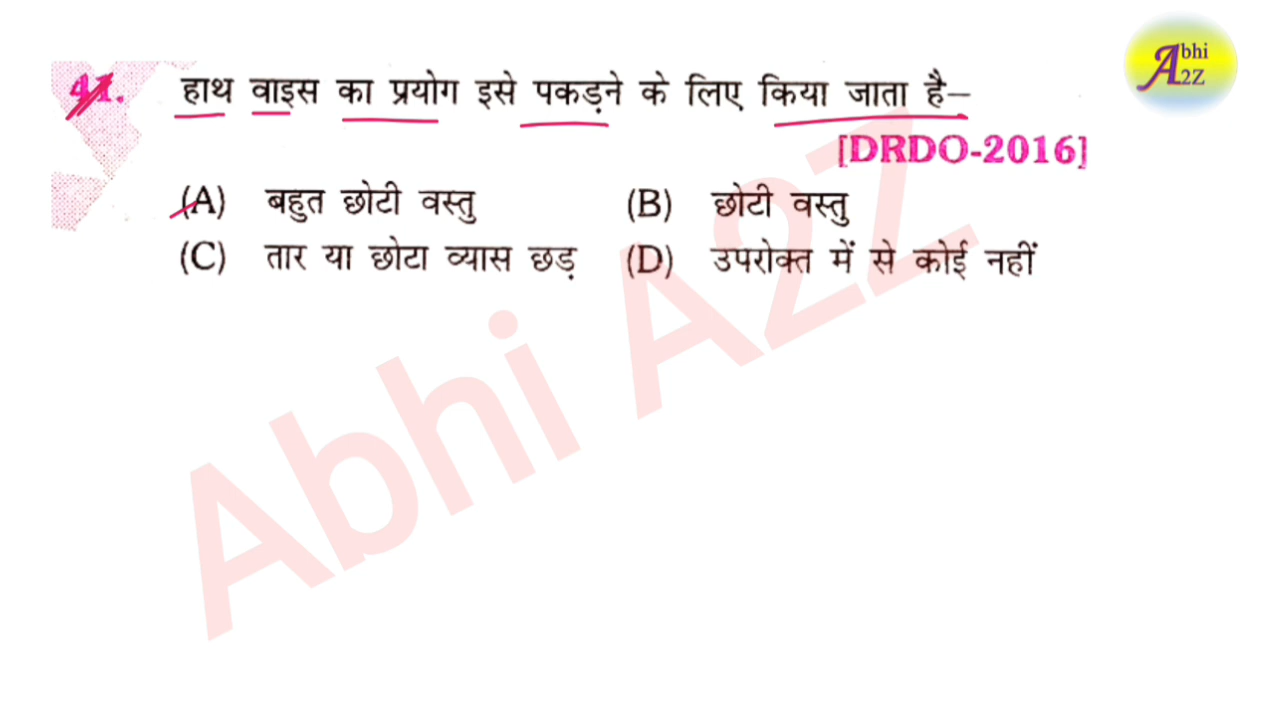 Abhi
A2Z
41. हाथ वाइस का प्रयोग इसे पकड़ने के लिए किया जाता है–
[DRDO-2016]
(A) बहुत छोटी वस्तु (B) छोटी वस्तु
(C) तार या छोटा व्यास छड़ (D) उपरोक्त में से कोई नहीं
Abhi A2Z